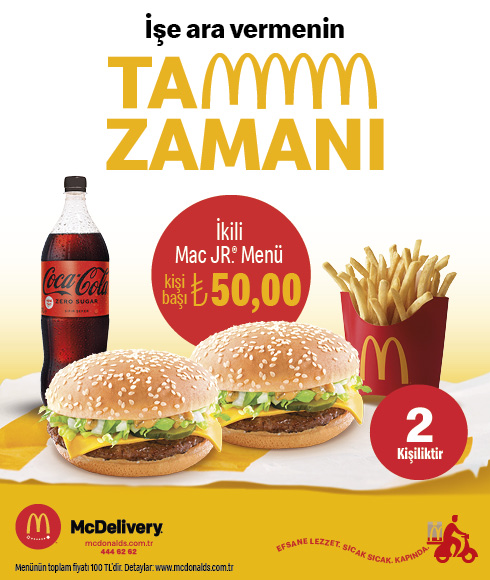 İşe ara vermenin
TAMMM
ZAMANI
İkili
Mac JR.® Menü
kişi
başı ₺50,00
Coca-Cola
ZERO SUGAR
2
Kişiliktir
McDelivery
mcdonalds.com.tr
444 62 62
EFSANE LEZZET. SICAK SICAK. KAPINDA.
Menünün toplam fiyatı 100 TL'dir. Detaylar: www.mcdonalds.com.tr